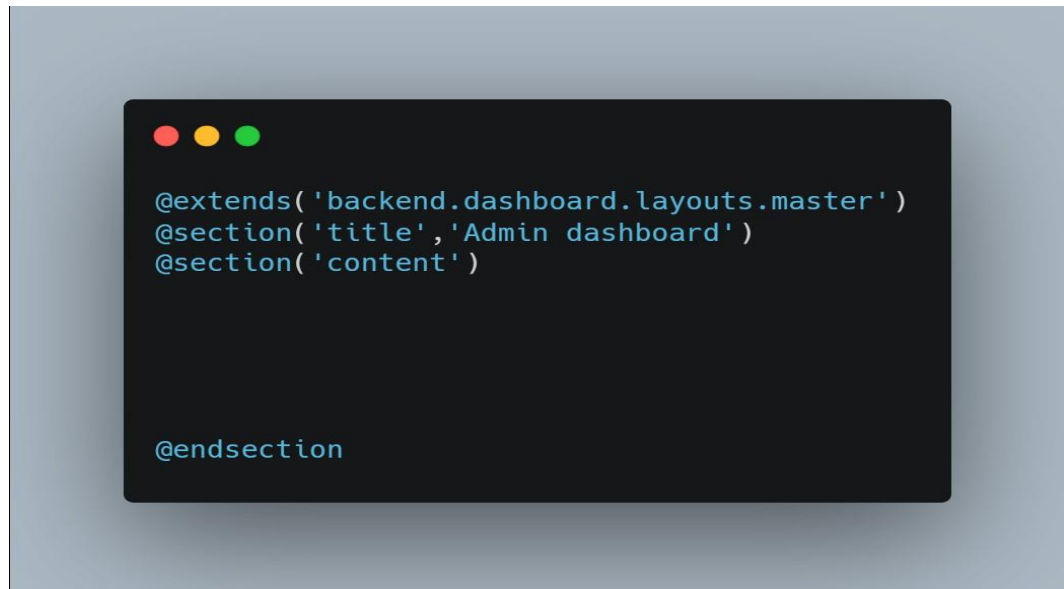 @extends('backend.dashboard.layouts.master')
@section('title','Admin dashboard')
@section('content')
@endsection